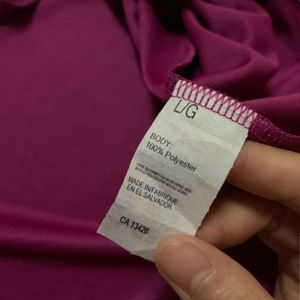 L/G
BODY:
100% Polyester
MADE IN/FABRIQUE
EN EL SALVADOR
CA 13426